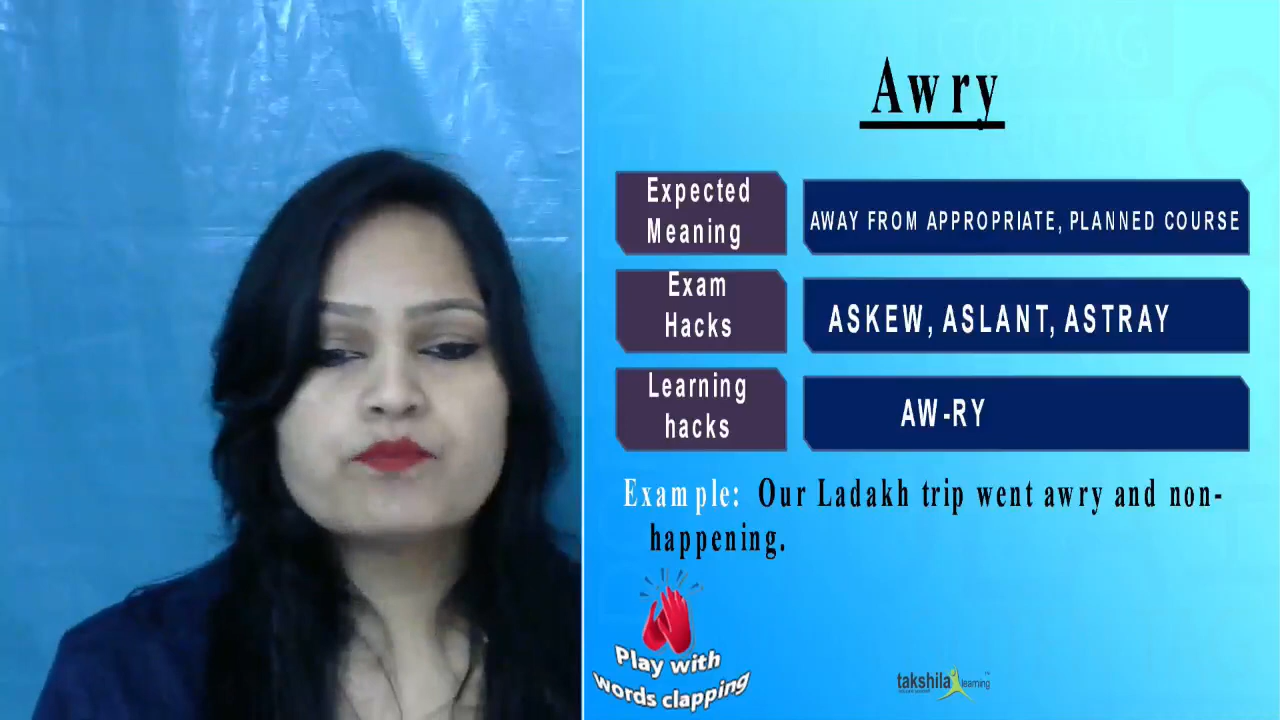 Awry
Expected
Meaning
AWAY FROM APPROPRIATE, PLANNED COURSE
Exam
Hacks
ASKEW, ASLANT, ASTRAY
Learning
hacks
AW-RY
Example: Our Ladakh trip went awry and non-
happening.
Play with
words clapping
takshila learning